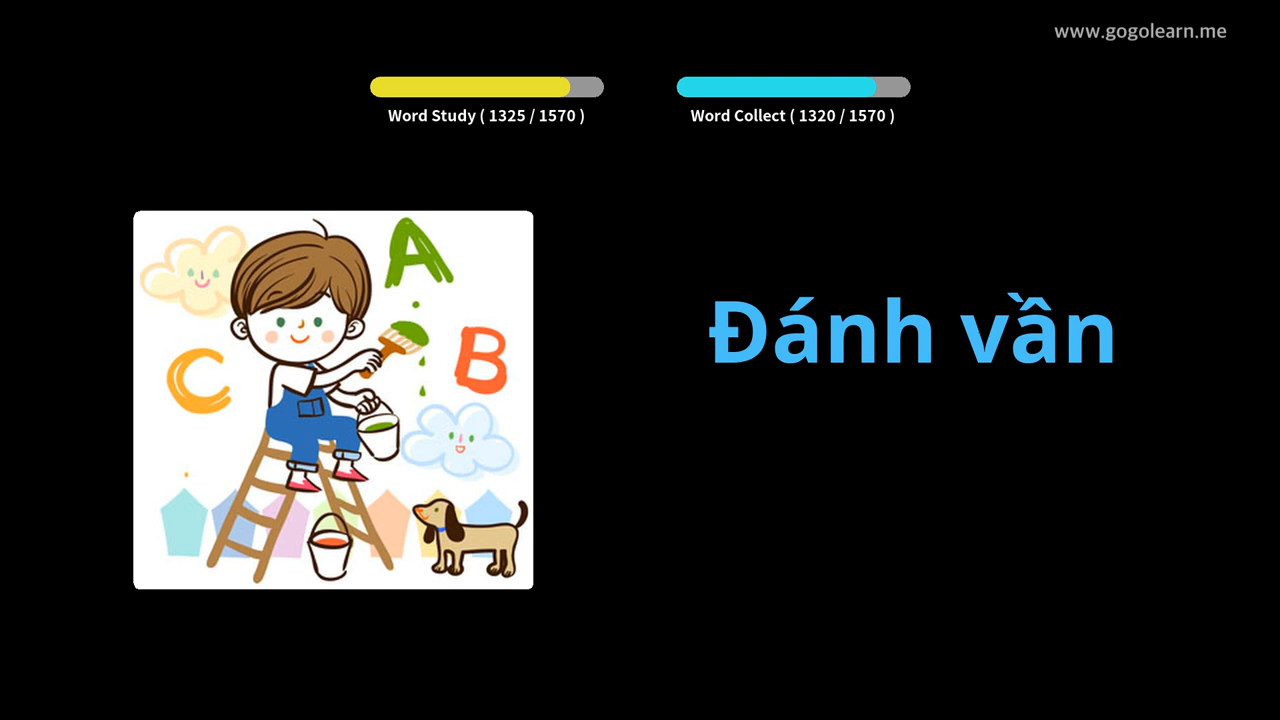 www.gogolearn.me
Word Study ( 1325 / 1570 )
Word Collect ( 1320 / 1570 )
A
B
C
Đánh vần